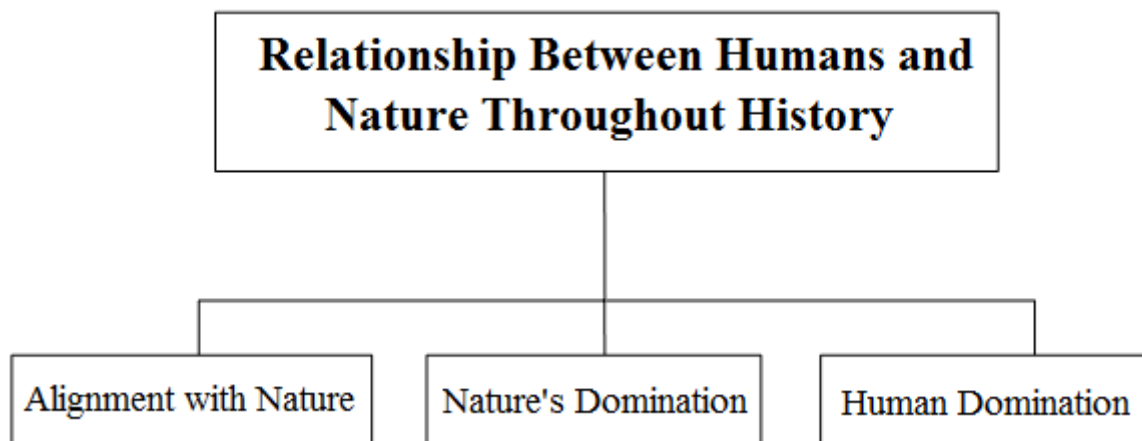 Relationship Between Humans and
Nature Throughout History
Alignment with Nature
Nature's Domination
Human Domination